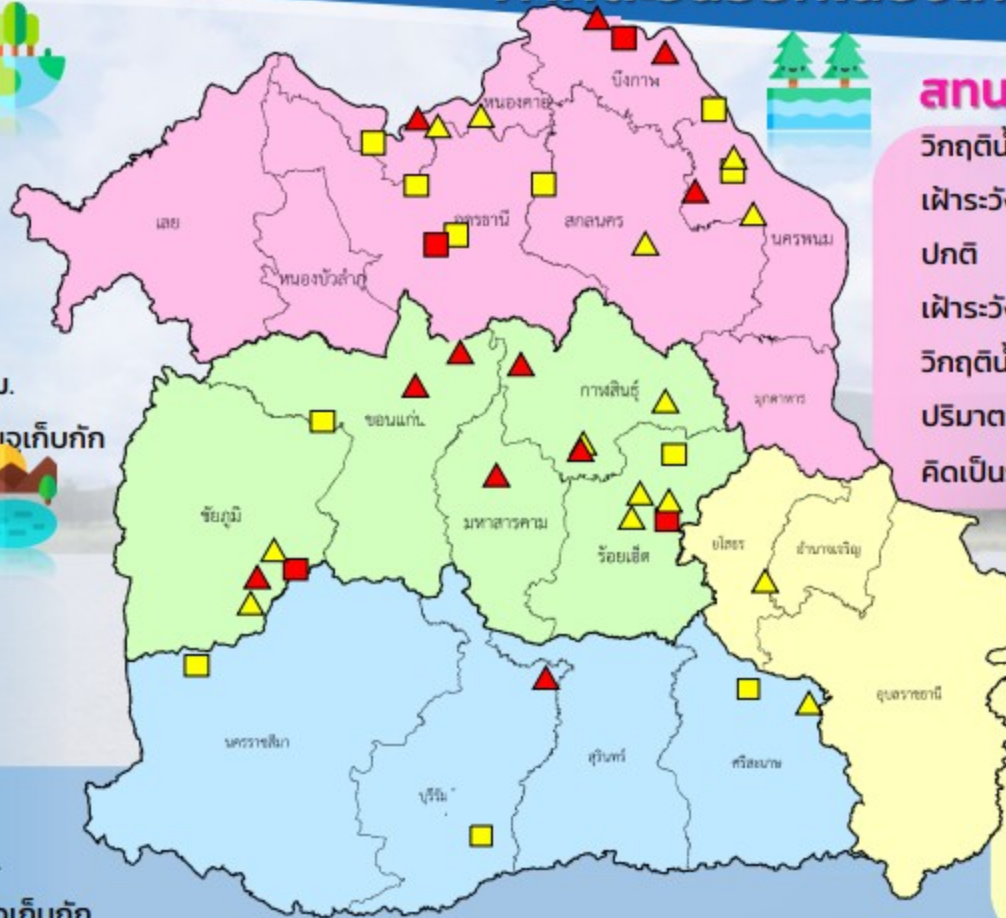 สทน
วิกฤติน้
เฝ้าระวัง
ปกติ
เฝ้าระวัง
วิกฤติน้
ปริมาต
คิดเป็น
ม.
จุเก็บกัก
บึงกาฬ
หนองคาย
เลย
อุดรธานี
สกลนคร
นครพนม
หนองบัวลำภู
มุกดาหาร
กาฬสินธุ์
ขอนแก่น
ชัยภูมิ
มหาสารคาม
ร้อยเอ็ด
ยโสธร
อำนาจเจริญ
อุบลราชธานี
นครราชสีมา
สุรินทร์
ศรีสะเกษ
บุรีรัม
เก็บกัก